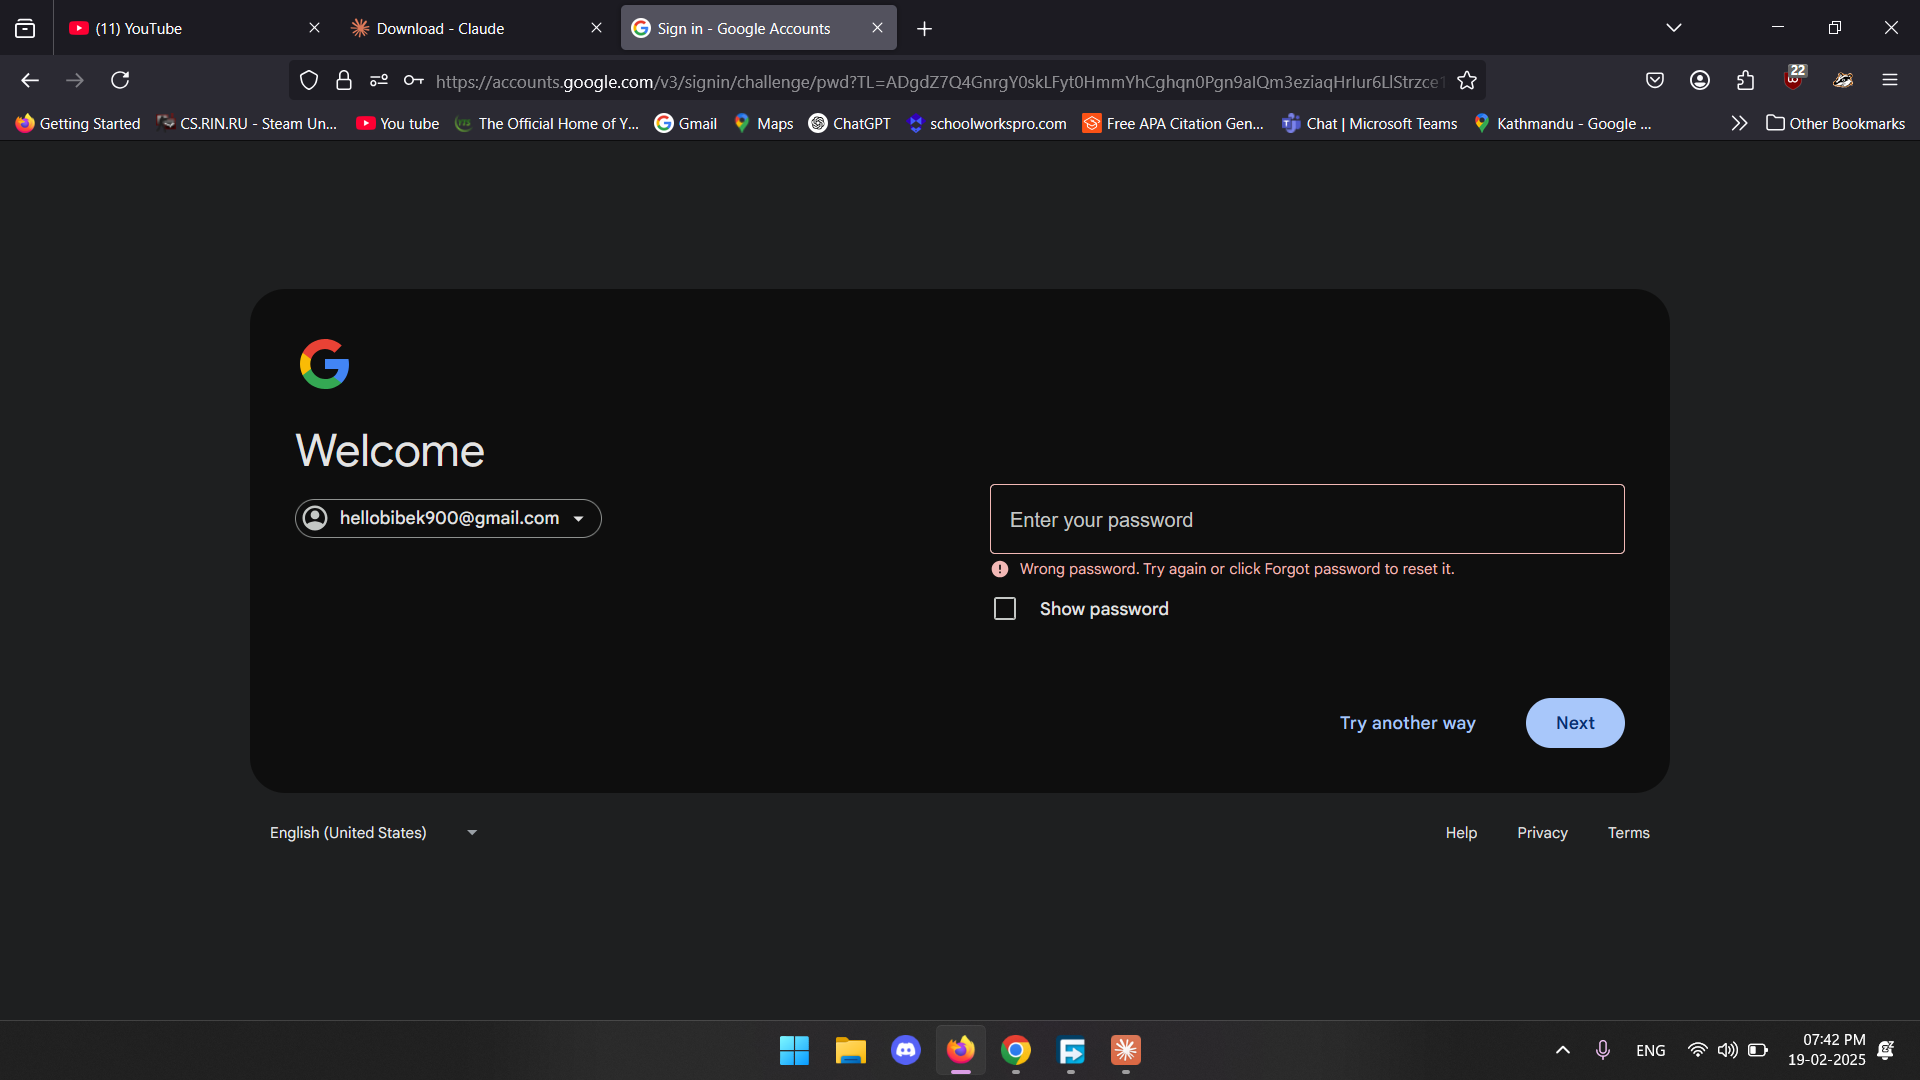 (11) YouTube
Download - Claude
Sign in - Google Accounts
https://accounts.google.com/v3/signin/challenge/pwd?TL=
22
Getting Started
CS.RIN.RU - Steam Un...
You tube
The Official Home of Y...
Gmail
Maps
ChatGPT
schoolworkspro.com
Free APA Citation Gen...
Chat | Microsoft Teams
Kathmandu - Google ...
Other Bookmarks
Welcome
hellobibek900@gmail.com
Enter your password
Wrong password. Try again or click Forgot password to reset it.
Show password
Try another way
Next
English (United States)
Help
Privacy
Terms
ENG
07:42 PM
19-02-2025